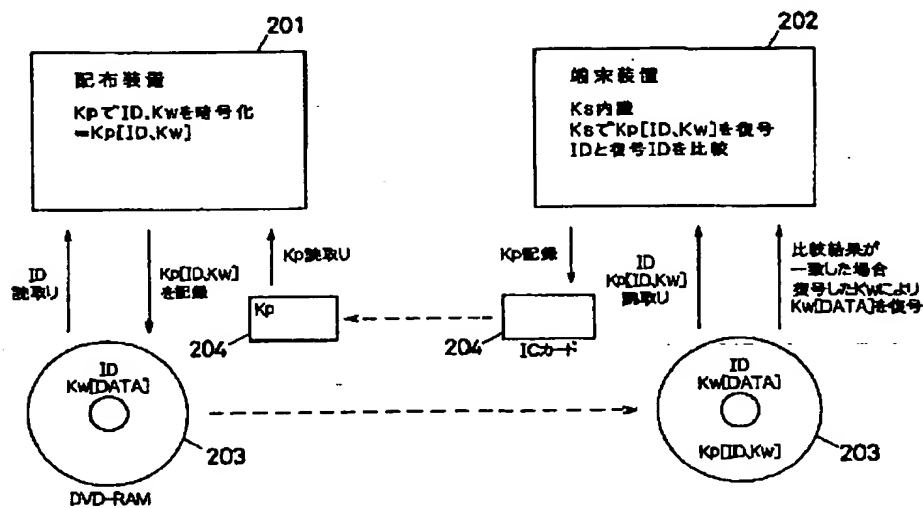 201
配布装置
KpでID,Kwを暗号化
=Kp[ID,Kw]
202
端末装置
Ks内蔵
KsでKp[ID,Kw]を復号
IDと復号IDを比較
ID
読取り
Kp[ID,Kw]
を記録
Kp読取り
Kp
204
Kp記録
204
ICカード
ID
Kp[ID,Kw]
読取り
比較結果が
一致した場合
復号したKwにより
Kw[DATA]を復号
ID
Kw[DATA]
203
DVD-RAM
ID
Kw[DATA]
Kp[ID,Kw]
203